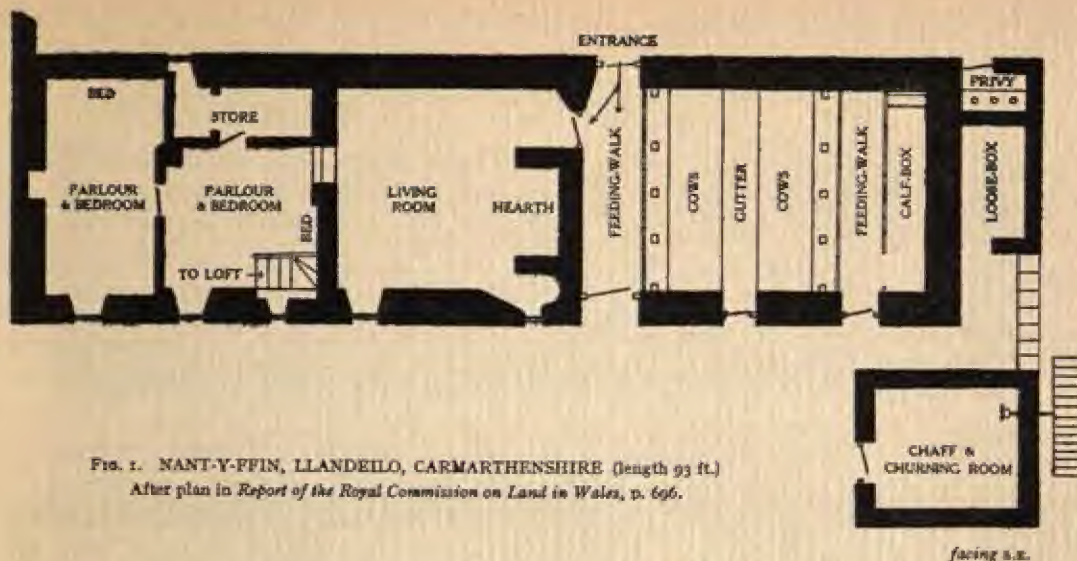 ENTRANCE
BED
STORE
PRIVY
PARLOUR
& BEDROOM
PARLOUR
& BEDROOM
LIVING
ROOM
HEARTH
FEEDING-WALK
COWS
GUTTER
COWS
FEEDING-WALK
CALF-BOX
LOOSE-BOX
BED
TO LOFT
CHAFF &
CHURNING ROOM
FIG. 1. NANT-Y-FFIN, LLANDEILO, CARMARTHENSHIRE (length 93 ft.)
After plan in Report of the Royal Commission on Land in Wales, p. 696.
facing S.E.